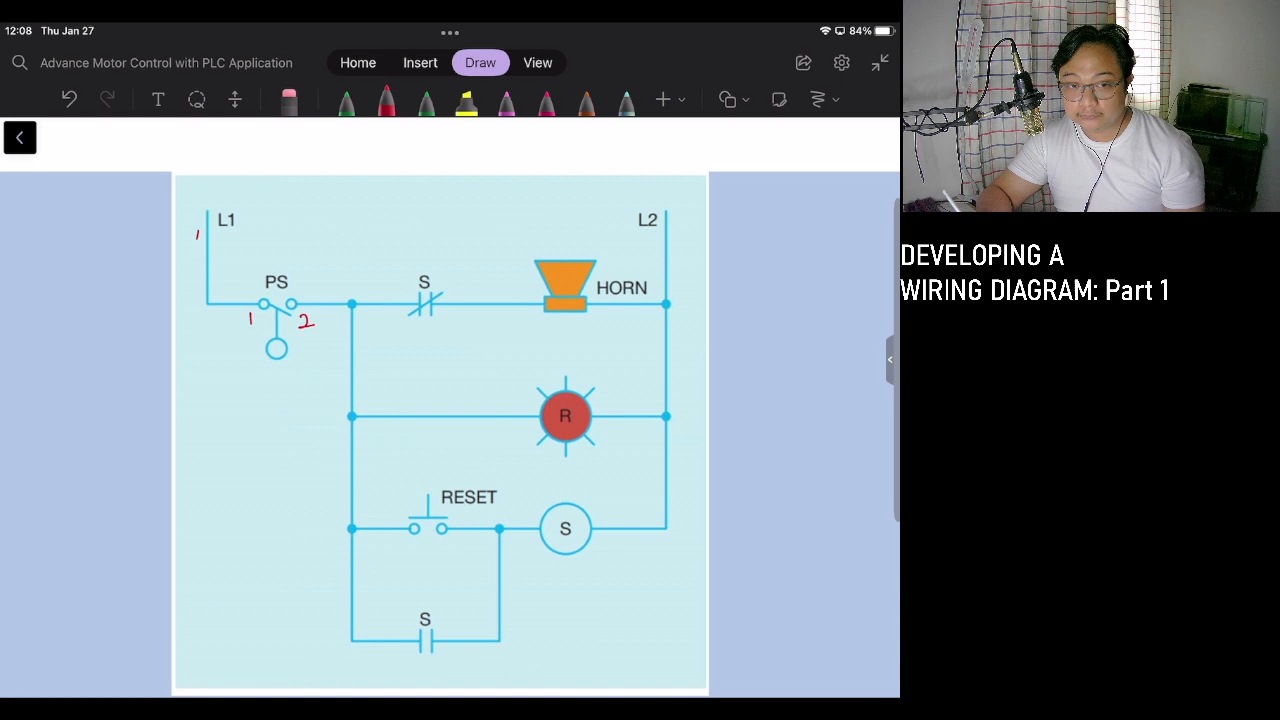 12:08 Thu Jan 27
84%
Advance Motor Control with PLC Application
Home Insert Draw View
T
L1
L2
1
PS
S
HORN
1
2
R
RESET
S
S
DEVELOPING A
WIRING DIAGRAM: Part 1